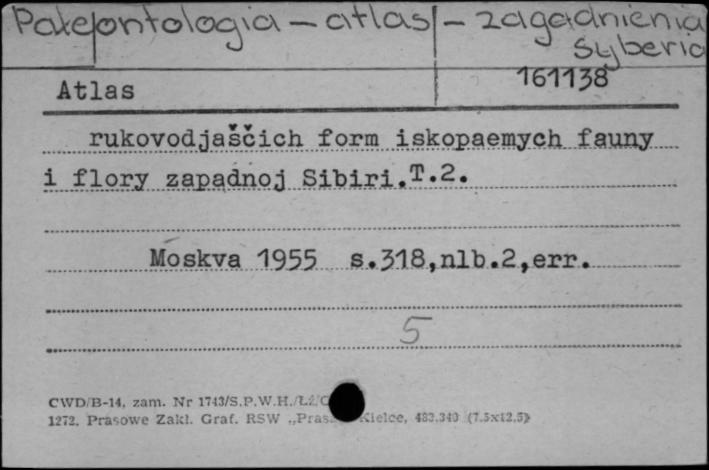 Paleontologia - atlas - zagadnienia
Syberia
161138
Atlas
rukovodjaščich form iskopaemych fauny
i flory zapadnoj Sibiri.T.2.
Moskva 1955 s.318,nlb.2,err.
5
CWD/B-14, zam. Nr 1743/S.P.W.H./Łź/
1272. Prasowe Zakł. Graf. RSW „Pras Kielce, 483.340 (7.5x12.5)